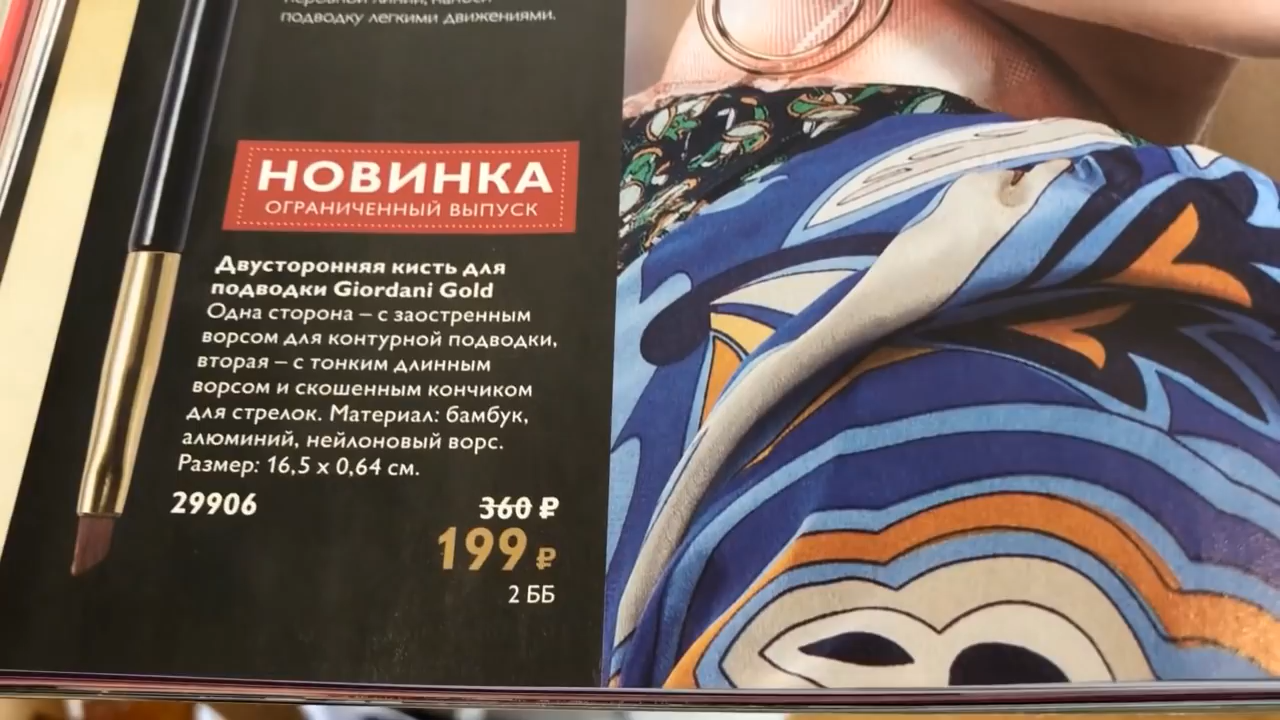 подводку легкими движениями.
НОВИНКА
ОГРАНИЧЕННЫЙ ВЫПУСК
Двусторонняя кисть для
подводки Giordani Gold
Одна сторона – с заостренным
ворсом для контурной подводки,
вторая – с тонким длинным
ворсом и скошенным кончиком
для стрелок. Материал: бамбук,
алюминий, нейлоновый ворс.
Размер: 16,5 x 0,64 см.
29906
360 ₽
199 ₽
2 ББ